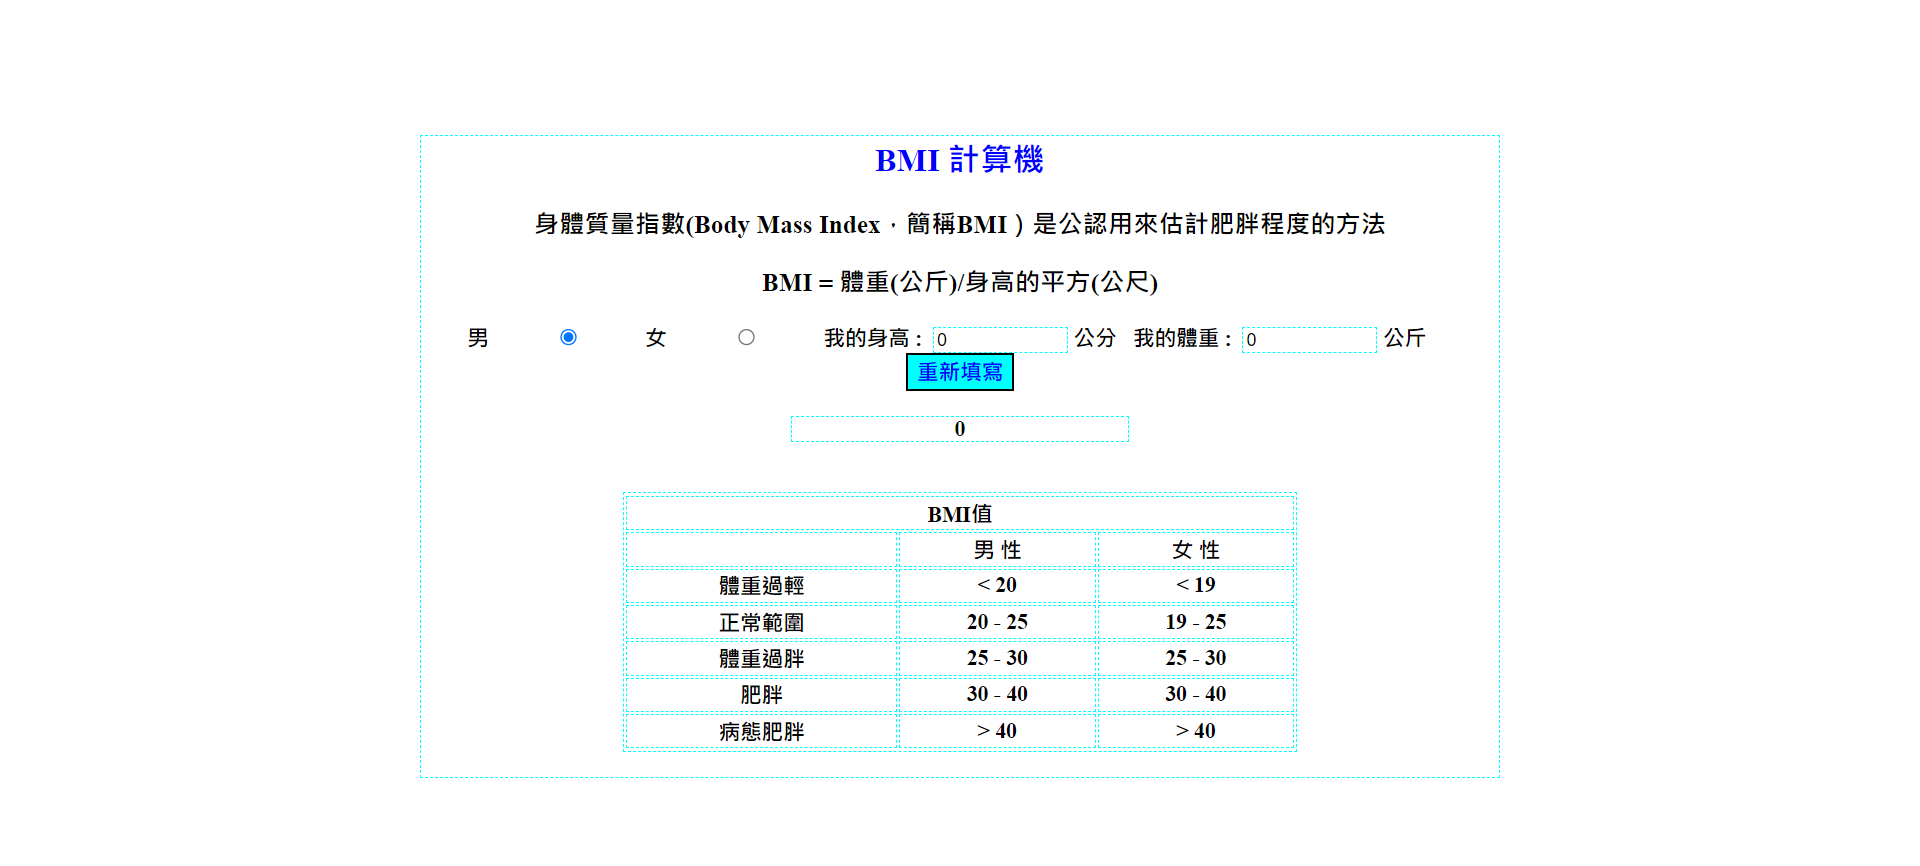 BMI 計算機
身體質量指數(Body Mass Index，簡稱BMI ) 是公認用來估計肥胖程度的方法
BMI = 體重(公斤)/身高的平方(公尺)
男 女 我的身高 : 0 公分 我的體重 : 0 公斤
重新填寫
0
BMI值
男 性 女 性
體重過輕 < 20 < 19
正常範圍 20 - 25 19 - 25
體重過胖 25 - 30 25 - 30
肥胖 30 - 40 30 - 40
病態肥胖 > 40 > 40